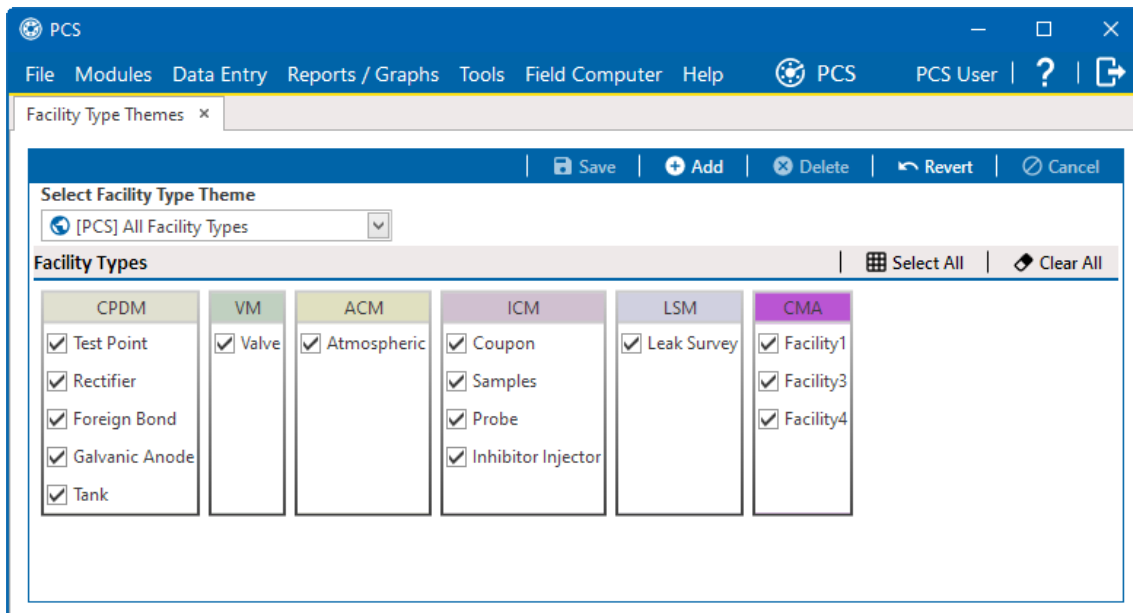 PCS
File Modules Data Entry Reports / Graphs Tools Field Computer Help PCS PCS User | ? |
Facility Type Themes ×
Save | Add | Delete | Revert | Cancel
Select Facility Type Theme
[PCS] All Facility Types
Facility Types | Select All | Clear All
CPDM VM ACM ICM LSM CMA
Test Point Valve Atmospheric Coupon Leak Survey Facility1
Rectifier Samples Facility3
Foreign Bond Probe Facility4
Galvanic Anode Inhibitor Injector
Tank